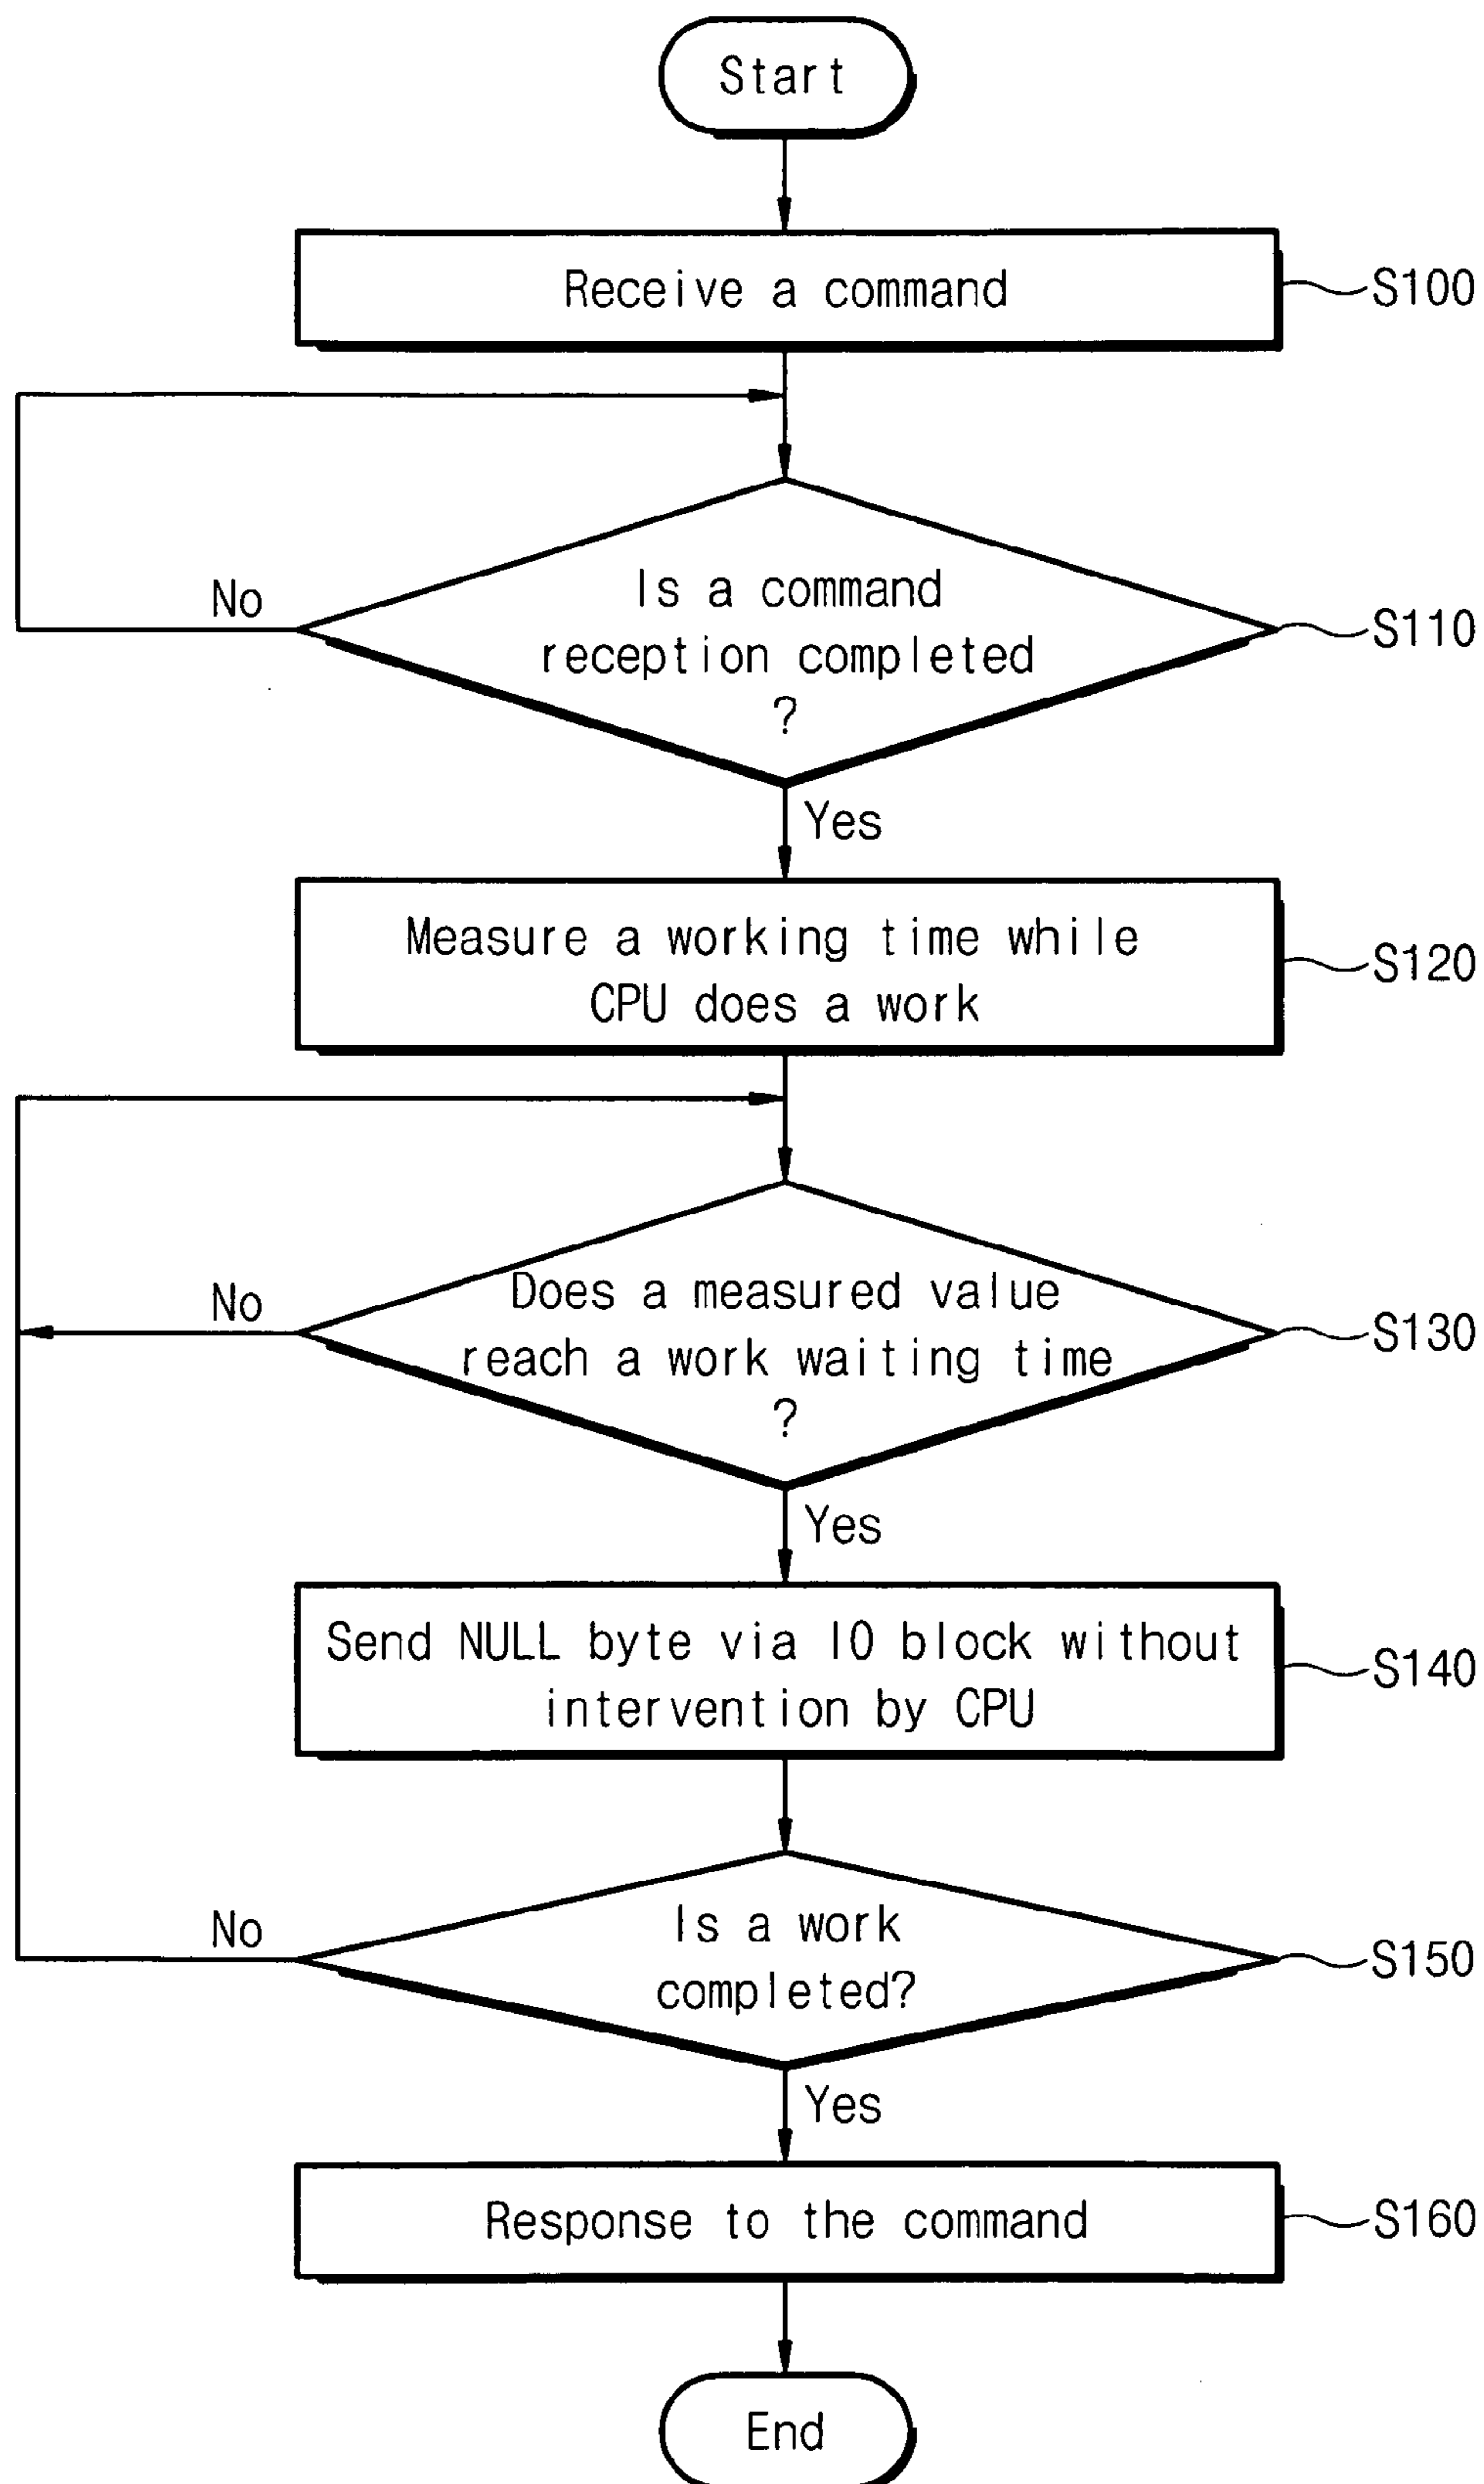 Start
Receive a command
S100
No
Is a command
reception completed
?
S110
Yes
Measure a working time while
CPU does a work
S120
No
Does a measured value
reach a work waiting time
?
S130
Yes
Send NULL byte via IO block without
intervention by CPU
S140
No
Is a work
completed?
S150
Yes
Response to the command
S160
End